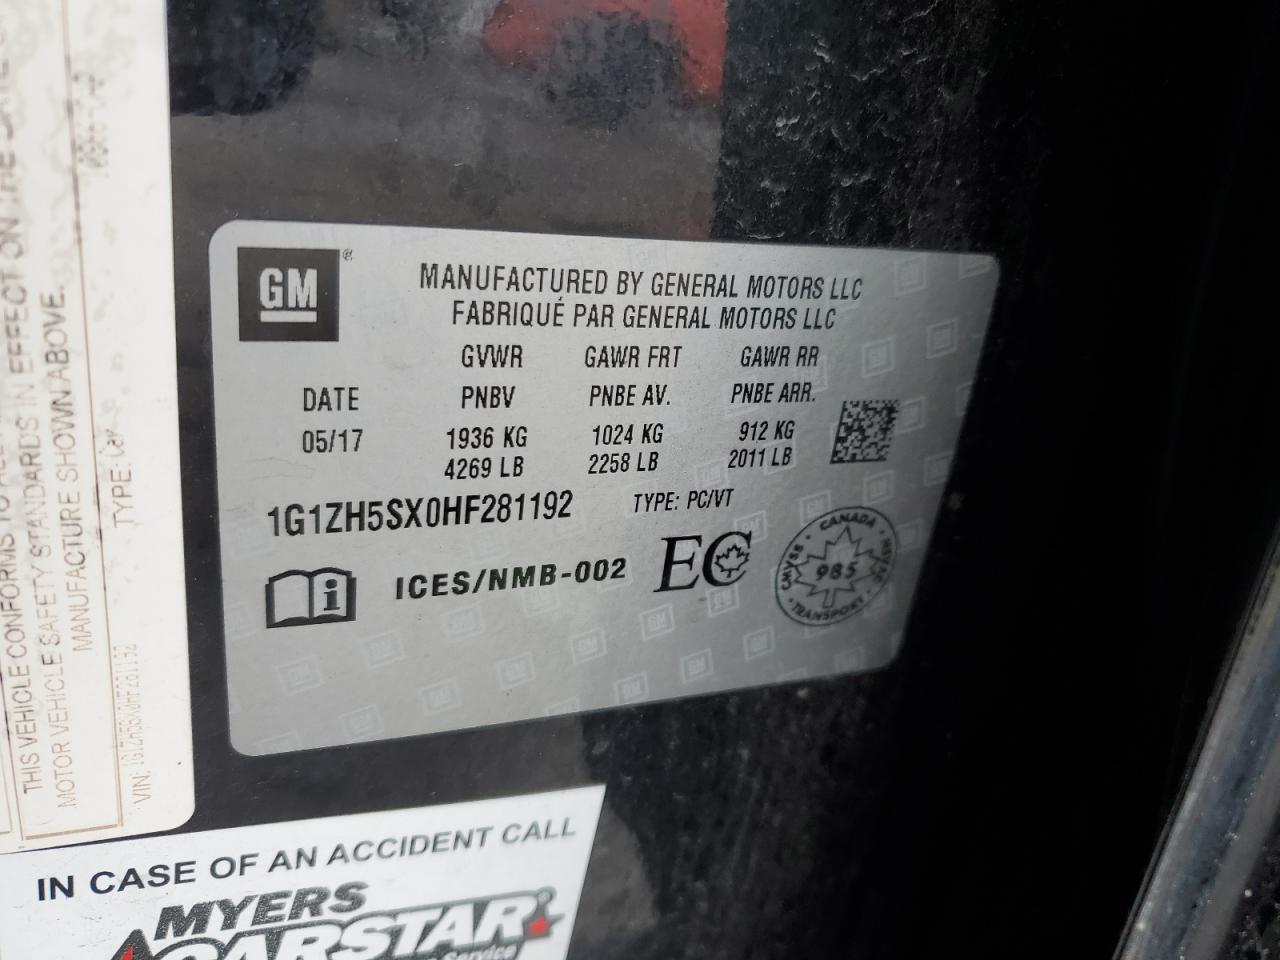 GM
MANUFACTURED BY GENERAL MOTORS LLC
FABRIQUÉ PAR GENERAL MOTORS LLC
GVWR GAWR FRT GAWR RR
DATE PNBV PNBE AV. PNBE ARR.
05/17 1936 KG 1024 KG 912 KG
4269 LB 2258 LB 2011 LB
1G1ZH5SX0HF281192 TYPE: PC/VT
ICES/NMB-002 EC
CANADA
985
TRANSPORT
THIS VEHICLE CONFORMS TO
IN EFFECT ON THE
MOTOR VEHICLE SAFETY STANDARDS
MANUFACTURE SHOWN ABOVE.
TYPE: Car
VIN:
IN CASE OF AN ACCIDENT CALL
MYERS
CARSTAR
Service